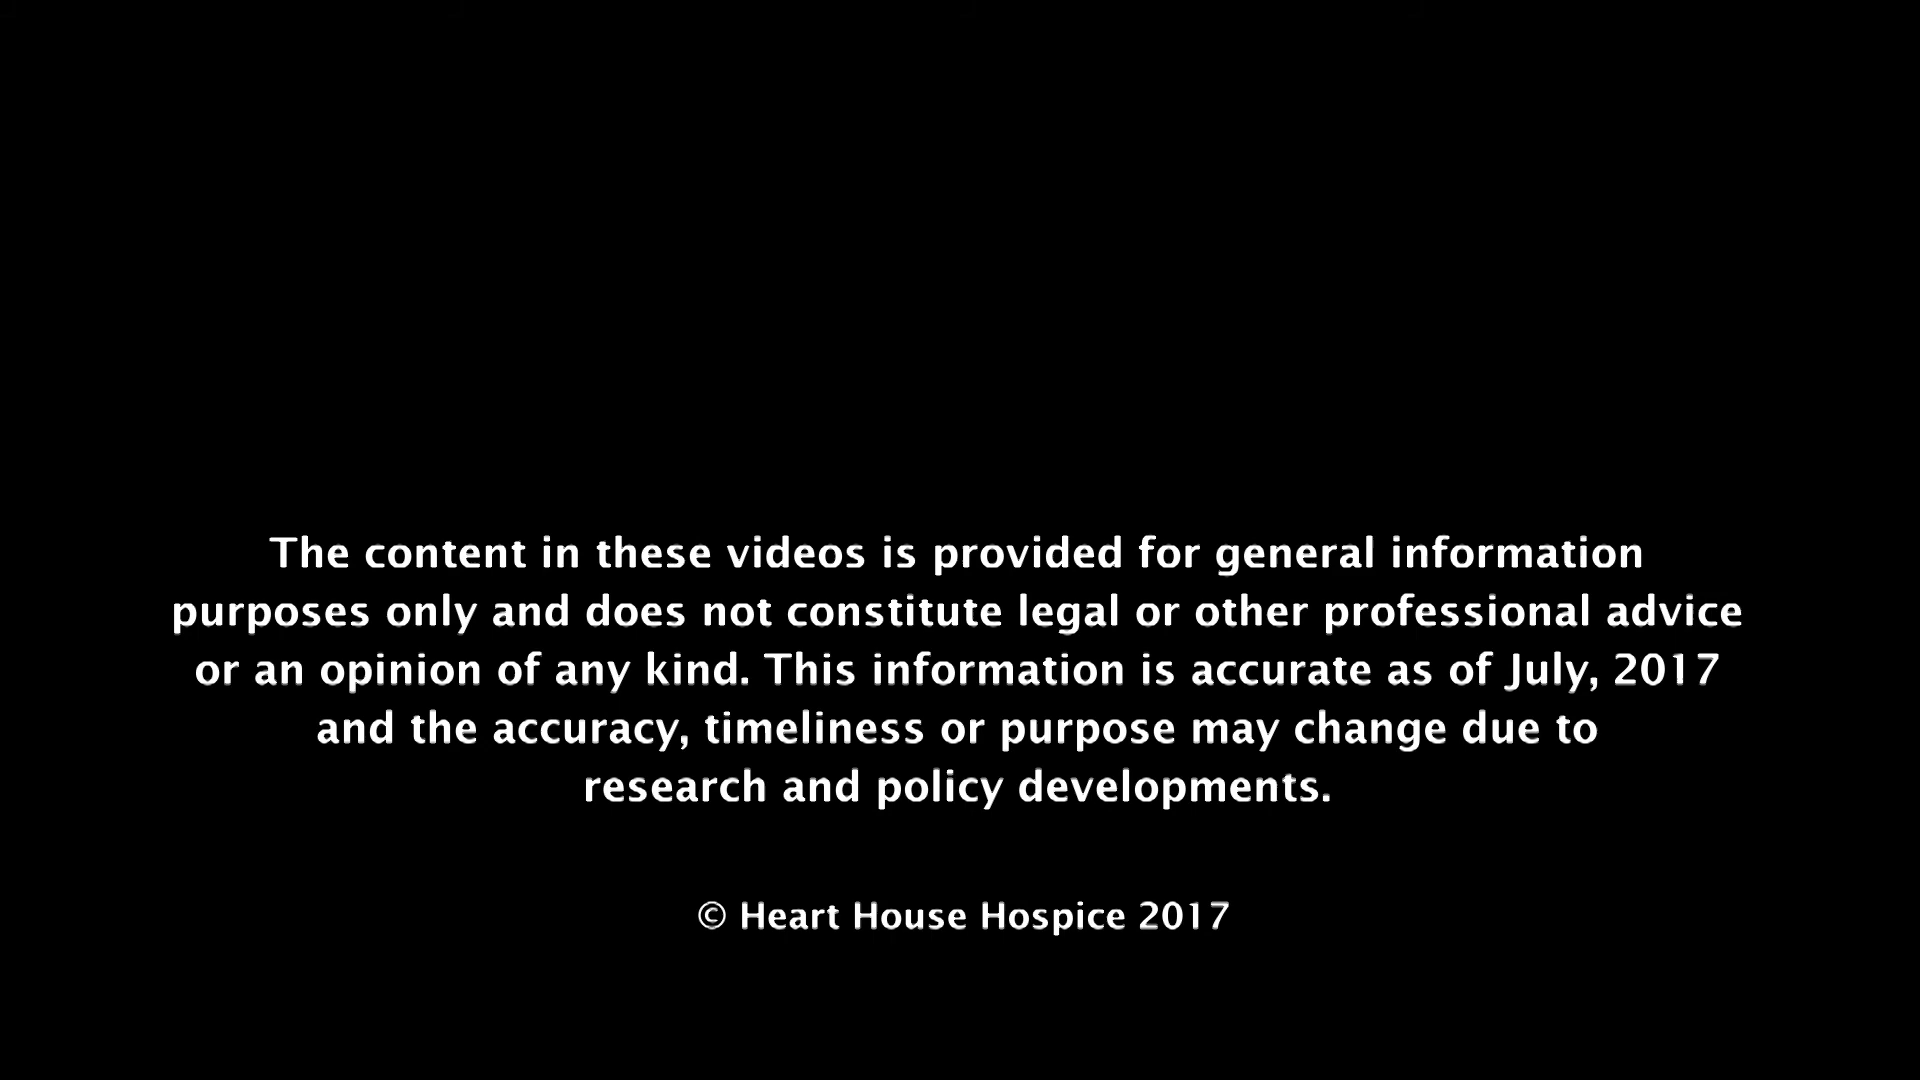 The content in these videos is provided for general information
purposes only and does not constitute legal or other professional advice
or an opinion of any kind. This information is accurate as of July, 2017
and the accuracy, timeliness or purpose may change due to
research and policy developments.
© Heart House Hospice 2017